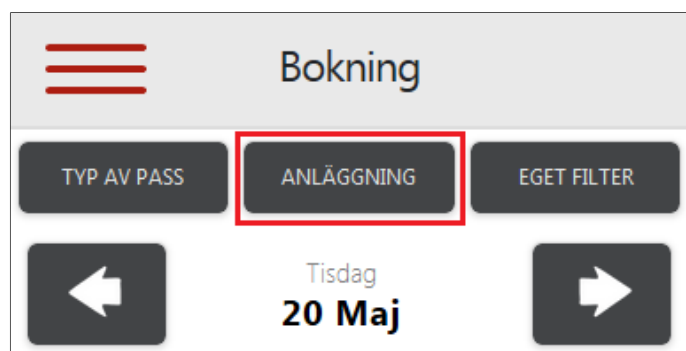 Bokning
TYP AV PASS
ANLÄGGNING
EGET FILTER
Tisdag
20 Maj